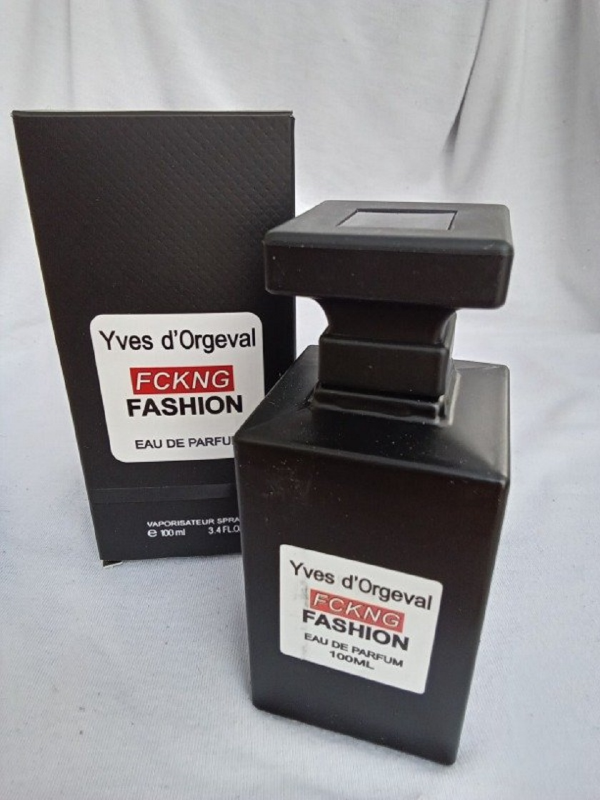 Yves d'Orgeval
FCKNG
FASHION
EAU DE PARFU
VAPORISATEUR SPRA
e 100 ml 3.4 FL.O
Yves d'Orgeval
FCKNG
FASHION
EAU DE PARFUM
100ML